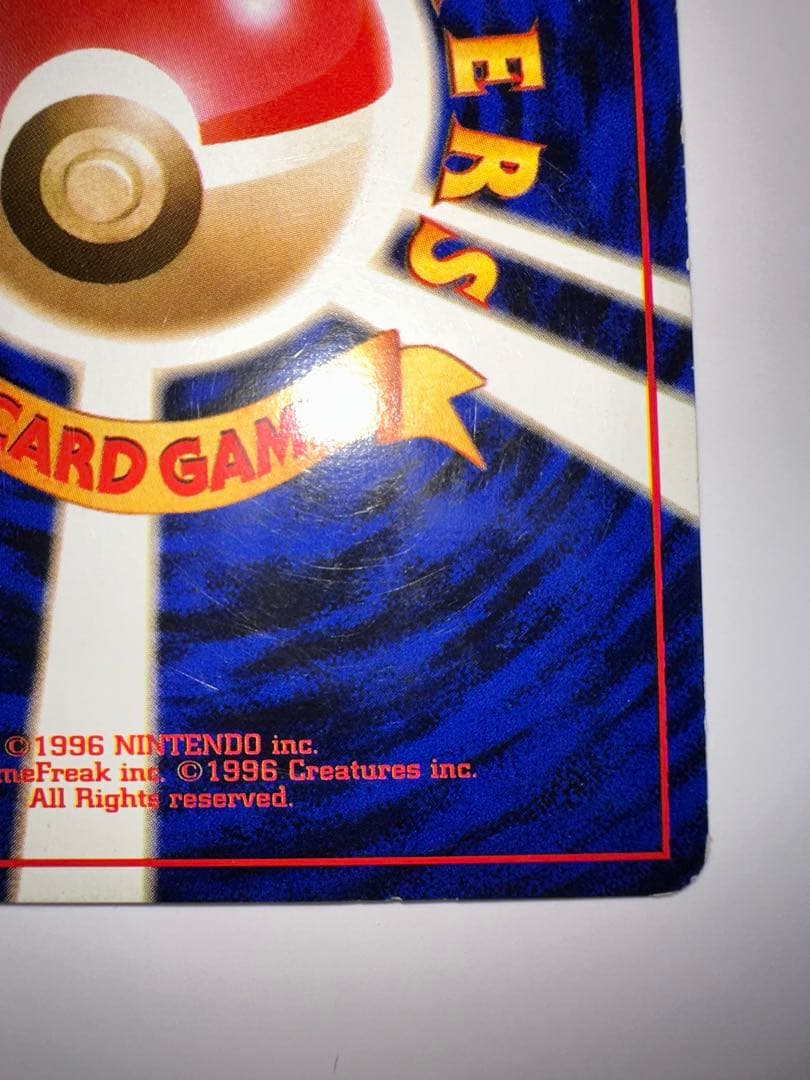 ERS
CARD GAM
©1996 NINTENDO inc.
meFreak inc. ©1996 Creatures inc.
All Rights reserved.